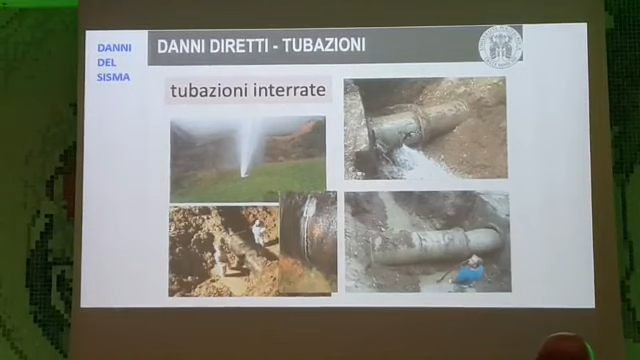 DANNI
DEL
SISMA
DANNI DIRETTI - TUBAZIONI
tubazioni interrate